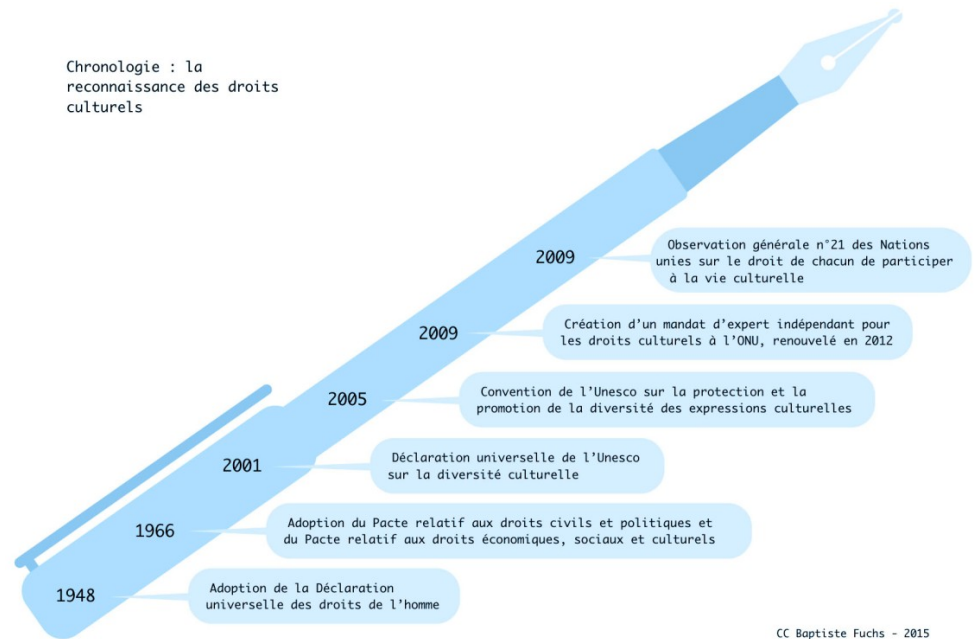 Chronologie : la
reconnaissance des droits
culturels
2009
Observation générale n°21 des Nations
unies sur le droit de chacun de participer
à la vie culturelle
2009
Création d’un mandat d’expert indépendant pour
les droits culturels à l’ONU, renouvelé en 2012
2005
Convention de l’Unesco sur la protection et la
promotion de la diversité des expressions culturelles
2001
Déclaration universelle de l’Unesco
sur la diversité culturelle
1966
Adoption du Pacte relatif aux droits civils et politiques et
du Pacte relatif aux droits économiques, sociaux et culturels
1948
Adoption de la Déclaration
universelle des droits de l’homme
CC Baptiste Fuchs - 2015